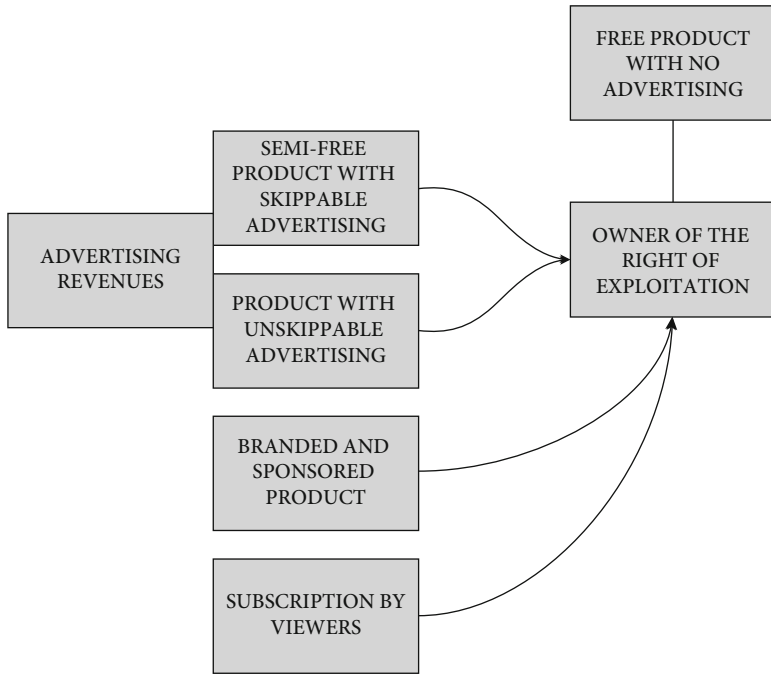 FREE PRODUCT
WITH NO
ADVERTISING
SEMI-FREE
PRODUCT WITH
SKIPPABLE
ADVERTISING
ADVERTISING
REVENUES
OWNER OF THE
RIGHT OF
EXPLOITATION
PRODUCT WITH
UNSKIPPABLE
ADVERTISING
BRANDED AND
SPONSORED
PRODUCT
SUBSCRIPTION BY
VIEWERS